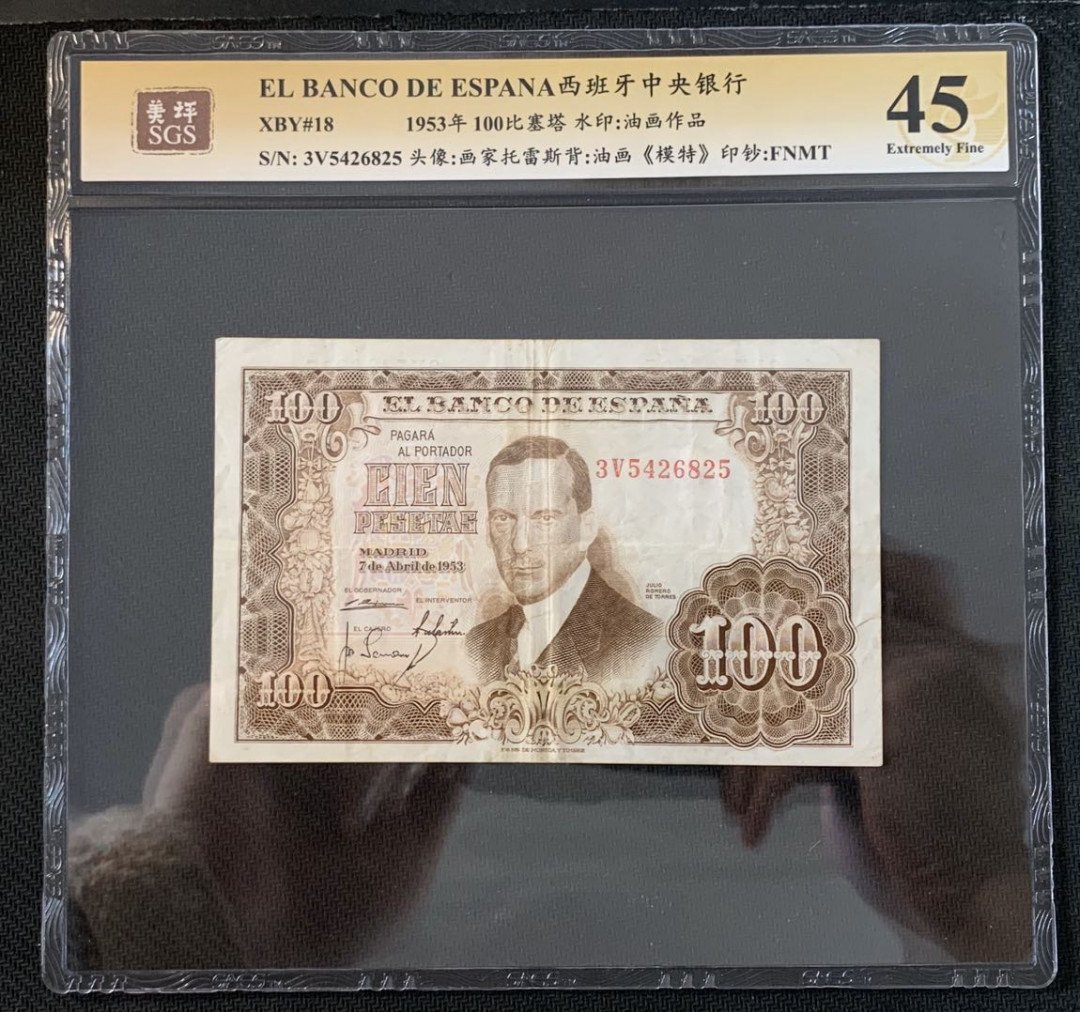 EL BANCO DE ESPANA西班牙中央银行
XBY#18 1953年 100比塞塔 水印:油画作品
S/N: 3V5426825 头像:画家托雷斯背:油画《模特》印钞:FNMT
美评
SGS
45
Extremely Fine
100 EL BANCO DE ESPAÑA 100
PAGARÁ
AL PORTADOR
CIEN
PESETAS
3V5426825
MADRID
7 de Abril de 1953
EL GOBERNADOR
EL INTERVENTOR
EL CAJERO
JULIO
ROMERO
DE TORRES
100
100